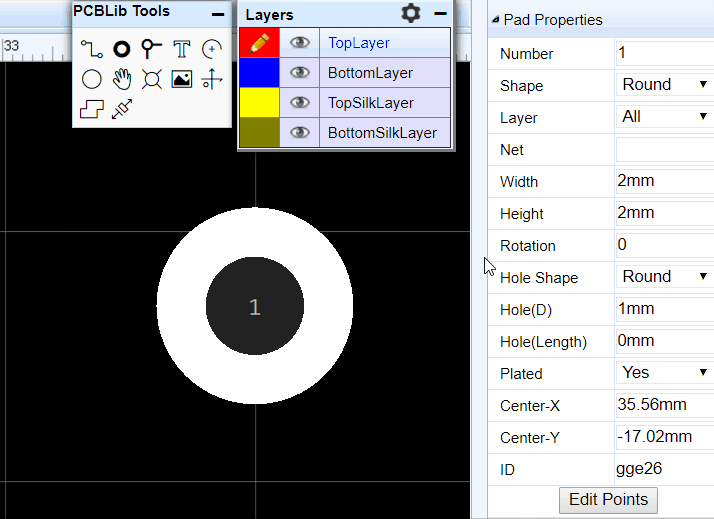 33
PCBLib Tools
Layers
TopLayer
BottomLayer
TopSilkLayer
BottomSilkLayer
1
Pad Properties
Number 1
Shape Round
Layer All
Net
Width 2mm
Height 2mm
Rotation 0
Hole Shape Round
Hole(D) 1mm
Hole(Length) 0mm
Plated Yes
Center-X 35.56mm
Center-Y -17.02mm
ID gge26
Edit Points